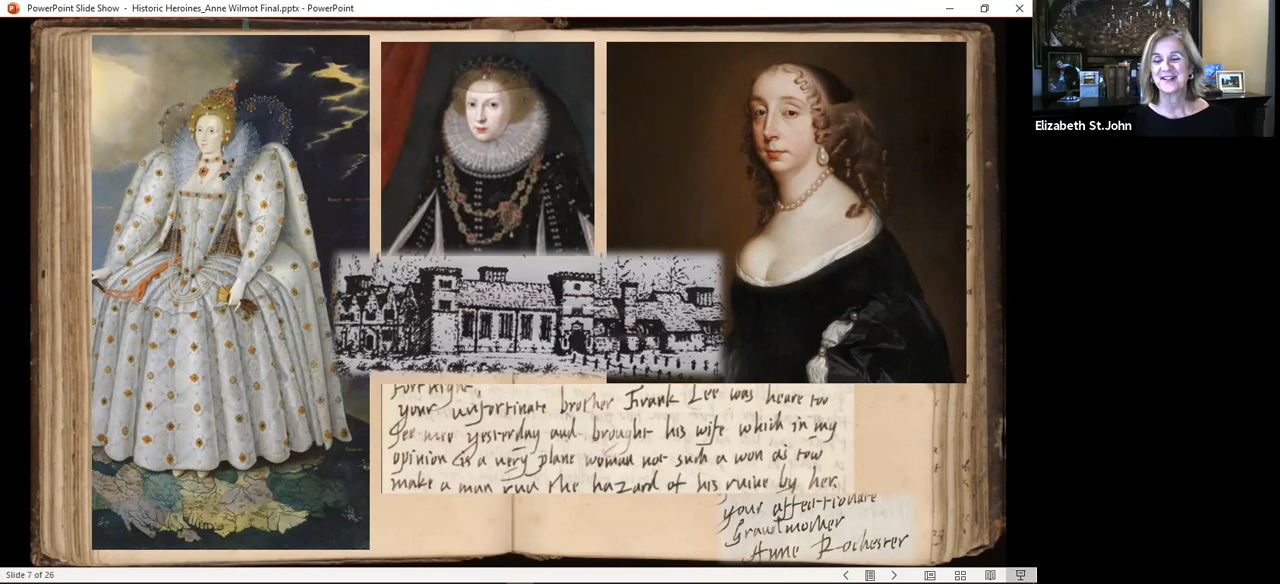 PowerPoint Slide Show - Historic Heroines_Anne Wilmot Final.pptx - PowerPoint
Elizabeth St.John
fortnight
your unfortinate brother Frank Lee was heare too
See mee yesterday and brought his wife which in my
opinion is a very plane woman not such a won as tow
make a man run the hazard of his ruine by her.
your affectionare
Grandmother
Anne Rochester
Slide 7 of 26